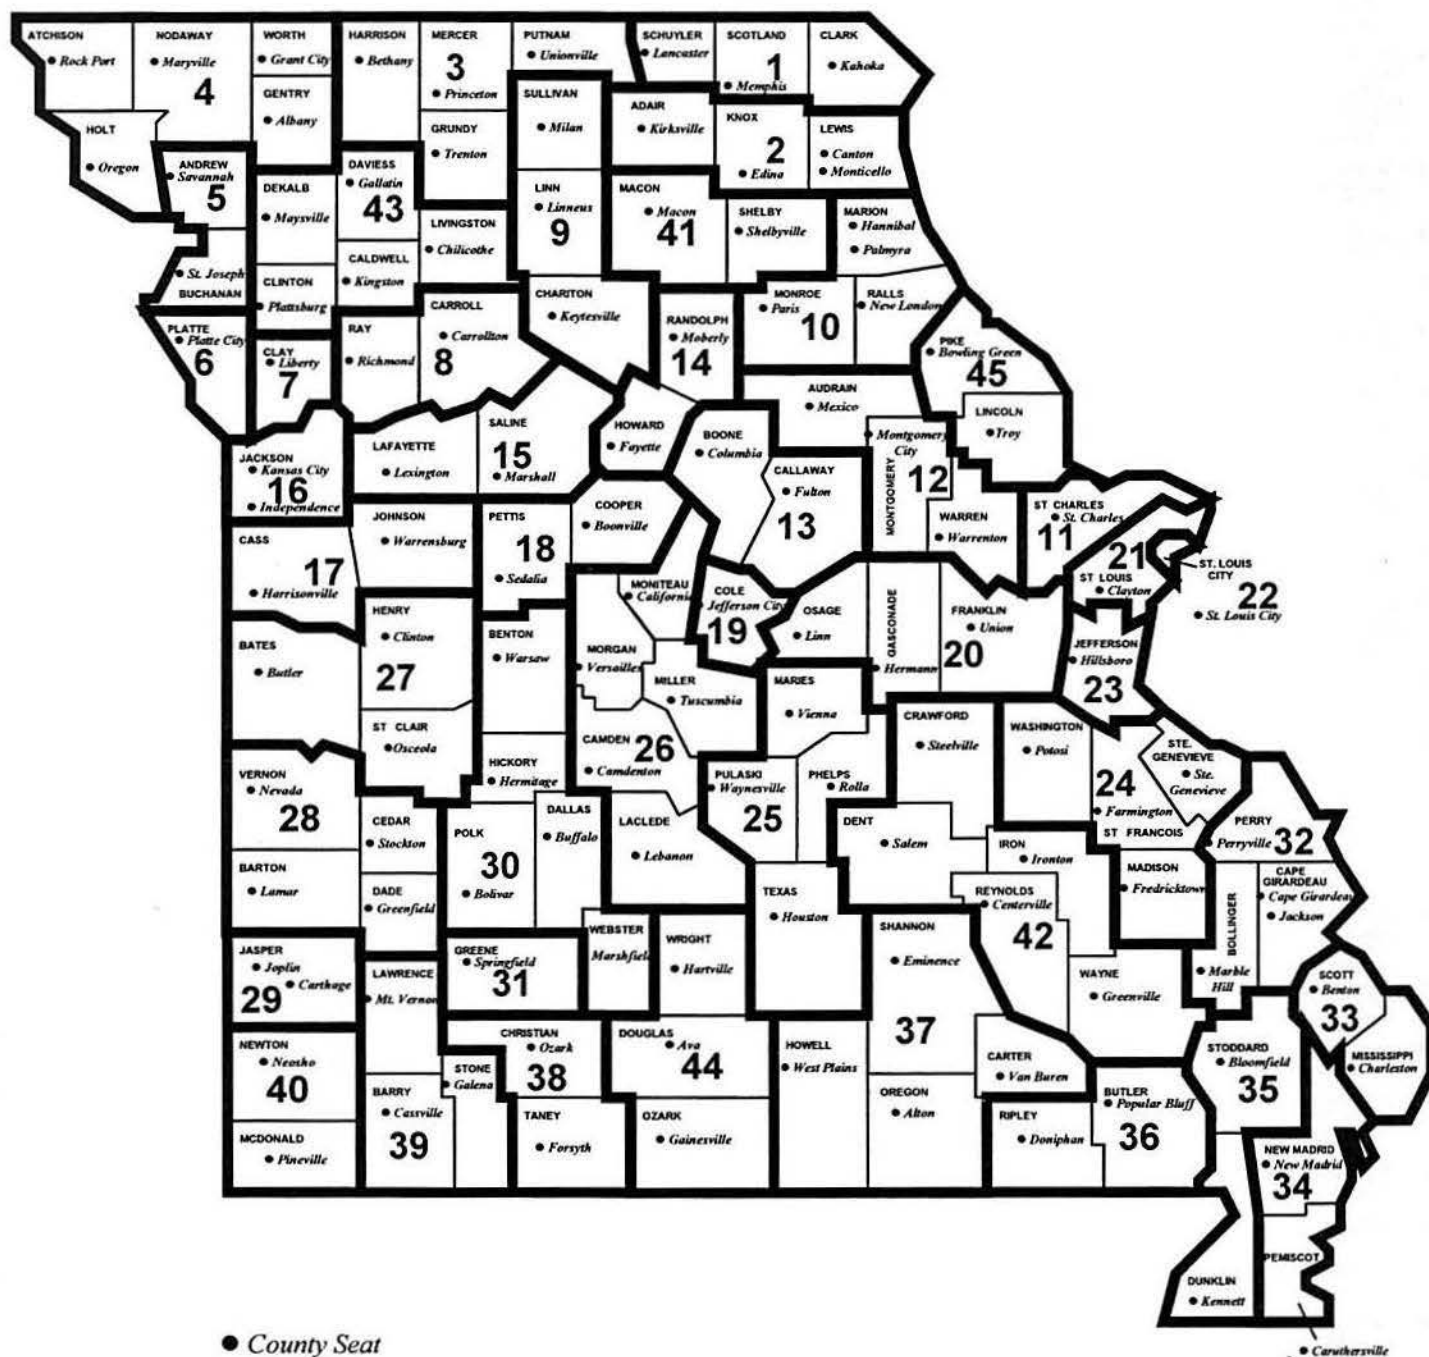 ATCHISON
Rock Port
NODAWAY
Maryville
4
WORTH
Grant City
GENTRY
Albany
HOLT
Oregon
HARRISON
Bethany
MERCER
3
Princeton
PUTNAM
Unionville
GRUNDY
Trenton
SCHUYLER
Lancaster
SCOTLAND
1
Memphis
CLARK
Kahoka
SULLIVAN
Milan
LINN
Linneus
9
ADAIR
Kirksville
KNOX
2
Edina
LEWIS
Canton
Monticello
ANDREW
Savannah
5
St. Joseph
BUCHANAN
DEKALB
Maysville
CLINTON
Plattsburg
DAVIESS
Gallatin
43
CALDWELL
Kingston
LIVINGSTON
Chilicothe
MACON
Macon
41
SHELBY
Shelbyville
MARION
Hannibal
Palmyra
PLATTE
Platte City
6
CLAY
Liberty
7
RAY
Richmond
CARROLL
Carrollton
8
CHARITON
Keytesville
RANDOLPH
Moberly
14
MONROE
Paris
10
RALLS
New London
PIKE
Bowling Green
45
LINCOLN
Troy
AUDRAIN
Mexico
JACKSON
Kansas City
16
Independence
LAFAYETTE
Lexington
SALINE
15
Marshall
HOWARD
Fayette
BOONE
Columbia
CALLAWAY
Fulton
13
Montgomery
City
MONTGOMERY
12
WARREN
Warrenton
ST CHARLES
St. Charles
11
21
ST LOUIS
Clayton
ST. LOUIS
CITY
22
St. Louis City
CASS
17
Harrisonville
JOHNSON
Warrensburg
PETTIS
18
Sedalia
COOPER
Boonville
MONITEAU
California
COLE
Jefferson City
19
OSAGE
Linn
GASCONADE
Hermann
FRANKLIN
Union
20
JEFFERSON
Hillsboro
23
BATES
Butler
HENRY
Clinton
27
ST CLAIR
Osceola
BENTON
Warsaw
HICKORY
Hermitage
MORGAN
Versailles
MILLER
Tuscumbia
CAMDEN
26
Camdenton
LACLEDE
Lebanon
MARIES
Vienna
PULASKI
Waynesville
25
PHELPS
Rolla
CRAWFORD
Steelville
WASHINGTON
Potosi
24
Farmington
ST FRANCOIS
STE.
GENEVIEVE
Ste.
Genevieve
VERNON
Nevada
28
BARTON
Lamar
CEDAR
Stockton
DADE
Greenfield
POLK
30
Bolivar
DALLAS
Buffalo
TEXAS
Houston
DENT
Salem
IRON
Ironton
REYNOLDS
Centerville
42
MADISON
Fredricktown
PERRY
Perryville
32
CAPE
GIRARDEAU
Cape Girardeau
Jackson
BOLLINGER
Marble
Hill
WAYNE
Greenville
JASPER
Joplin
Carthage
29
LAWRENCE
Mt. Vernon
GREENE
Springfield
31
WEBSTER
Marshfield
WRIGHT
Hartville
SHANNON
Eminence
37
CARTER
Van Buren
SCOTT
Benton
33
MISSISSIPPI
Charleston
STODDARD
Bloomfield
35
NEWTON
Neosho
40
MCDONALD
Pineville
BARRY
Cassville
39
STONE
Galena
CHRISTIAN
Ozark
38
TANEY
Forsyth
DOUGLAS
Ava
44
OZARK
Gainesville
HOWELL
West Plains
OREGON
Alton
RIPLEY
Doniphan
BUTLER
Popular Bluff
36
NEW MADRID
New Madrid
34
PEMISCOT
DUNKLIN
Kennett
Caruthersville
County Seat